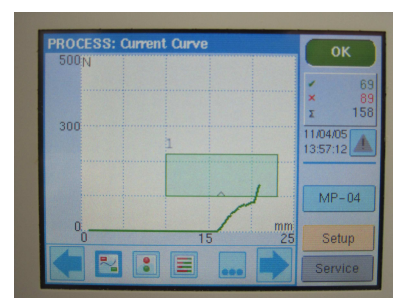 PROCESS: Current Curve
OK
500 N
69
89
Σ 158
300
1
11/04/05
13:57:12
MP-04
0
mm
0 15 25
Setup
Service